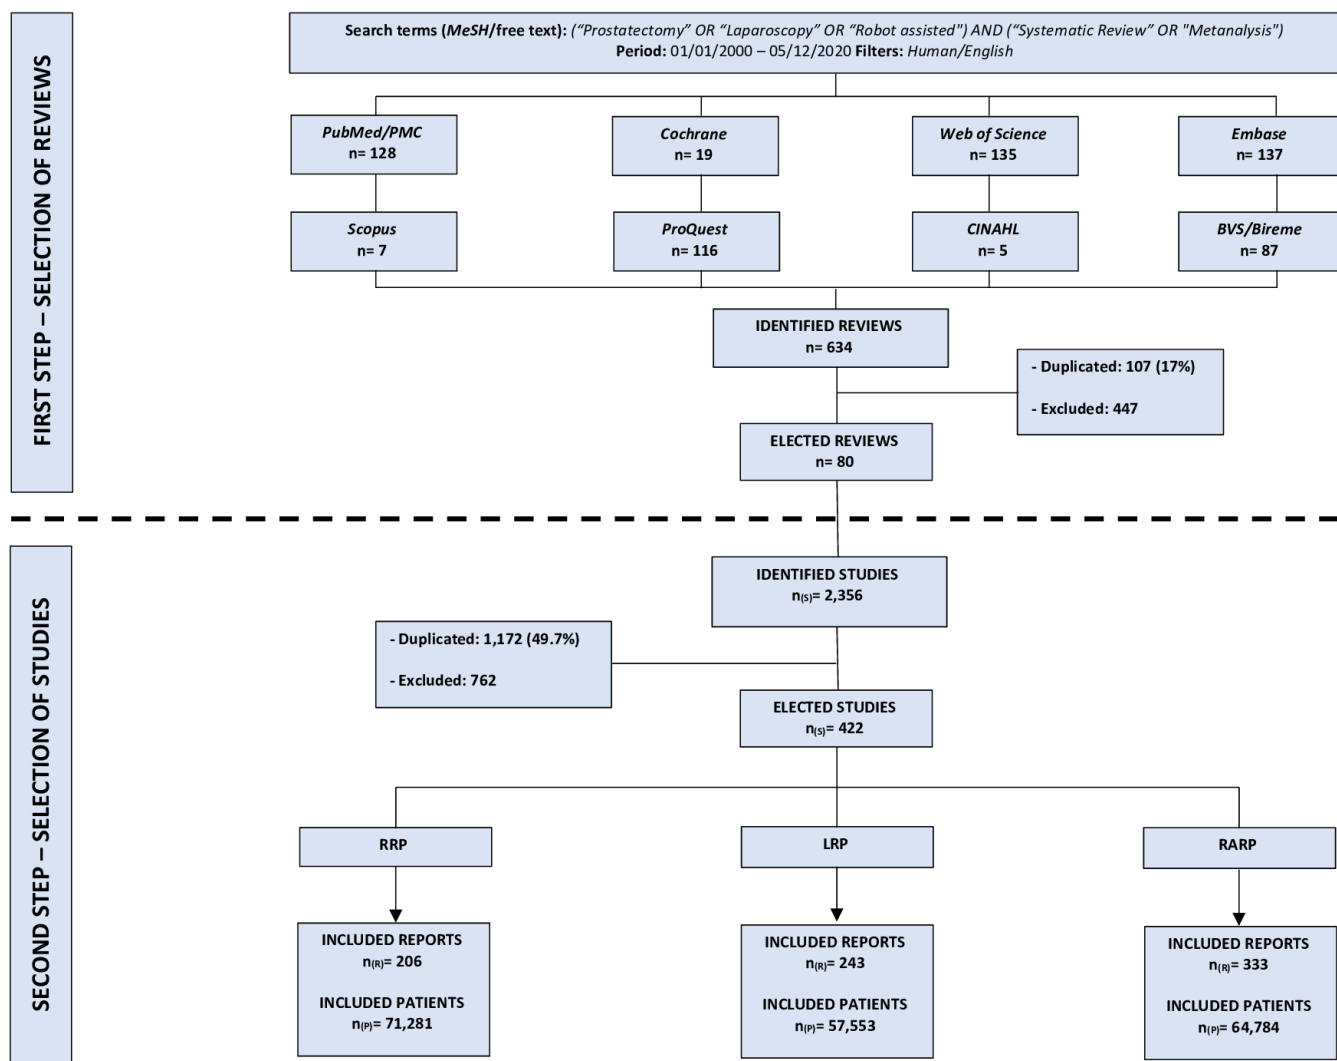 FIRST STEP – SELECTION OF REVIEWS
Search terms (MeSH/free text): (“Prostatectomy” OR “Laparoscopy” OR “Robot assisted") AND (“Systematic Review” OR "Metanalysis")
Period: 01/01/2000 – 05/12/2020 Filters: Human/English
PubMed/PMC
n= 128
Cochrane
n= 19
Web of Science
n= 135
Embase
n= 137
Scopus
n= 7
ProQuest
n= 116
CINAHL
n= 5
BVS/Bireme
n= 87
IDENTIFIED REVIEWS
n= 634
- Duplicated: 107 (17%)
- Excluded: 447
ELECTED REVIEWS
n= 80
SECOND STEP – SELECTION OF STUDIES
IDENTIFIED STUDIES
n(S)= 2,356
- Duplicated: 1,172 (49.7%)
- Excluded: 762
ELECTED STUDIES
n(S)= 422
RRP
LRP
RARP
INCLUDED REPORTS
n(R)= 206
INCLUDED PATIENTS
n(P)= 71,281
INCLUDED REPORTS
n(R)= 243
INCLUDED PATIENTS
n(P)= 57,553
INCLUDED REPORTS
n(R)= 333
INCLUDED PATIENTS
n(P)= 64,784